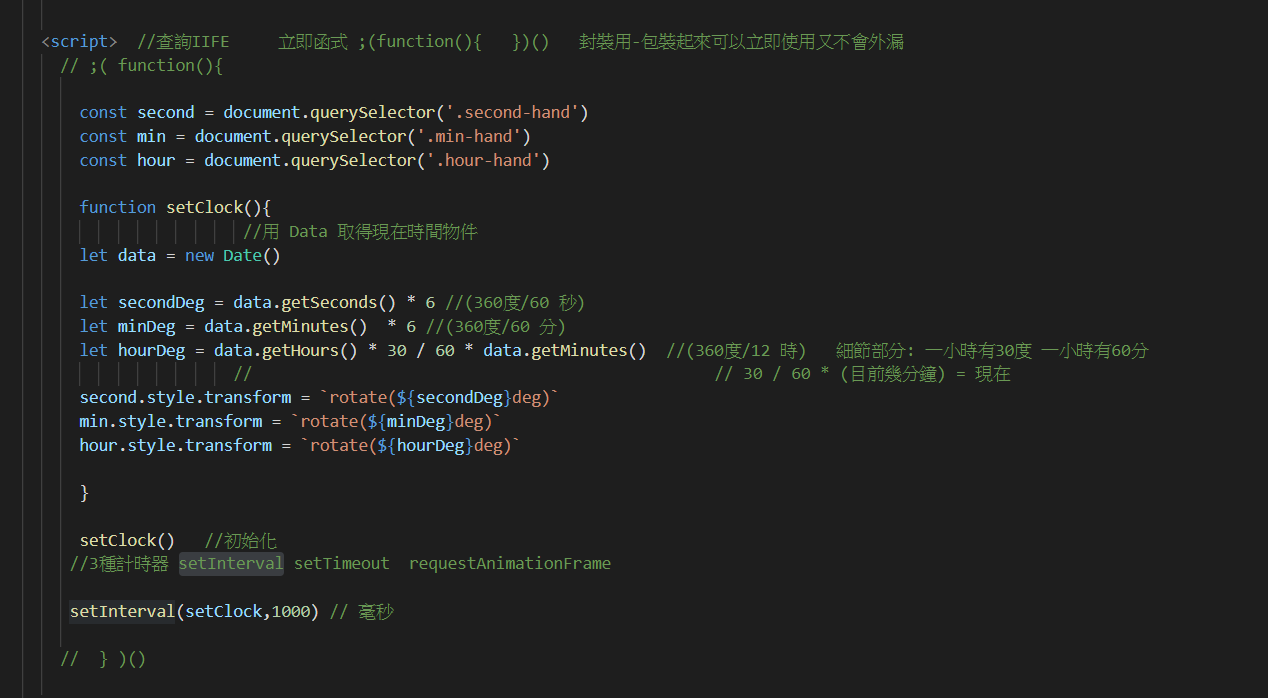 <script>  //查詢IIFE     立即函式 ;(function(){   })()   封裝用-包裝起來可以立即使用又不會外漏
// ;( function(){
const second = document.querySelector('.second-hand')
const min = document.querySelector('.min-hand')
const hour = document.querySelector('.hour-hand')
function setClock(){
//用 Data 取得現在時間物件
let data = new Date()
let secondDeg = data.getSeconds() * 6 //(360度/60 秒)
let minDeg = data.getMinutes()  * 6 //(360度/60 分)
let hourDeg = data.getHours() * 30 / 60 * data.getMinutes()  //(360度/12 時)   細節部分: 一小時有30度 一小時有60分
//                                                // 30 / 60 * (目前幾分鐘) = 現在
second.style.transform = `rotate(${secondDeg}deg)`
min.style.transform = `rotate(${minDeg}deg)`
hour.style.transform = `rotate(${hourDeg}deg)`
}
setClock()   //初始化
//3種計時器 setInterval setTimeout  requestAnimationFrame
setInterval(setClock,1000) // 毫秒
//  } )()